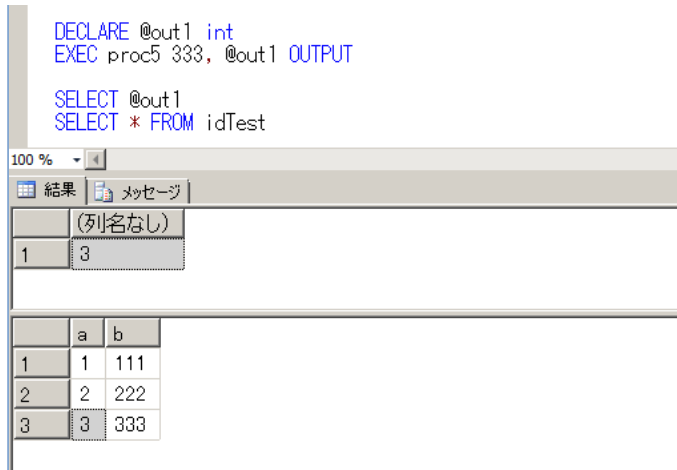 DECLARE @out1 int
EXEC proc5 333, @out1 OUTPUT
SELECT @out1
SELECT * FROM idTest
100 %
結果 メッセージ
(列名なし)
1 3
a b
1 1 111
2 2 222
3 3 333